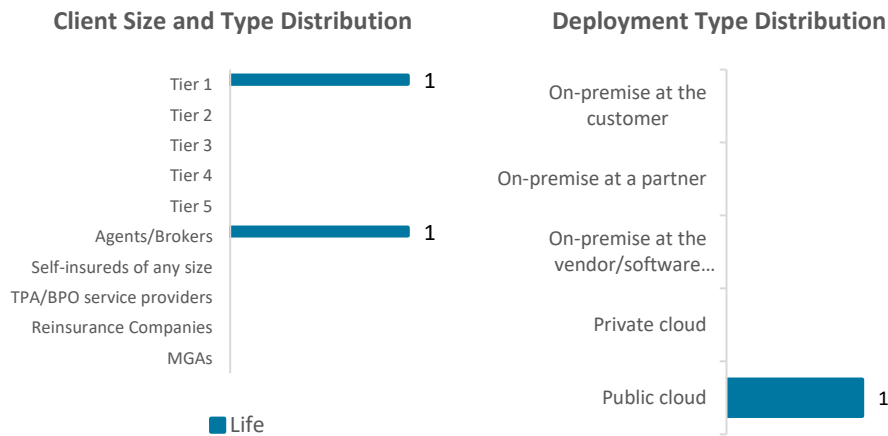 Client Size and Type Distribution
Tier 1
1
Tier 2
Tier 3
Tier 4
Tier 5
Agents/Brokers
1
Self-insureds of any size
TPA/BPO service providers
Reinsurance Companies
MGAs
Life
Deployment Type Distribution
On-premise at the
customer
On-premise at a partner
On-premise at the
vendor/software…
Private cloud
Public cloud
1